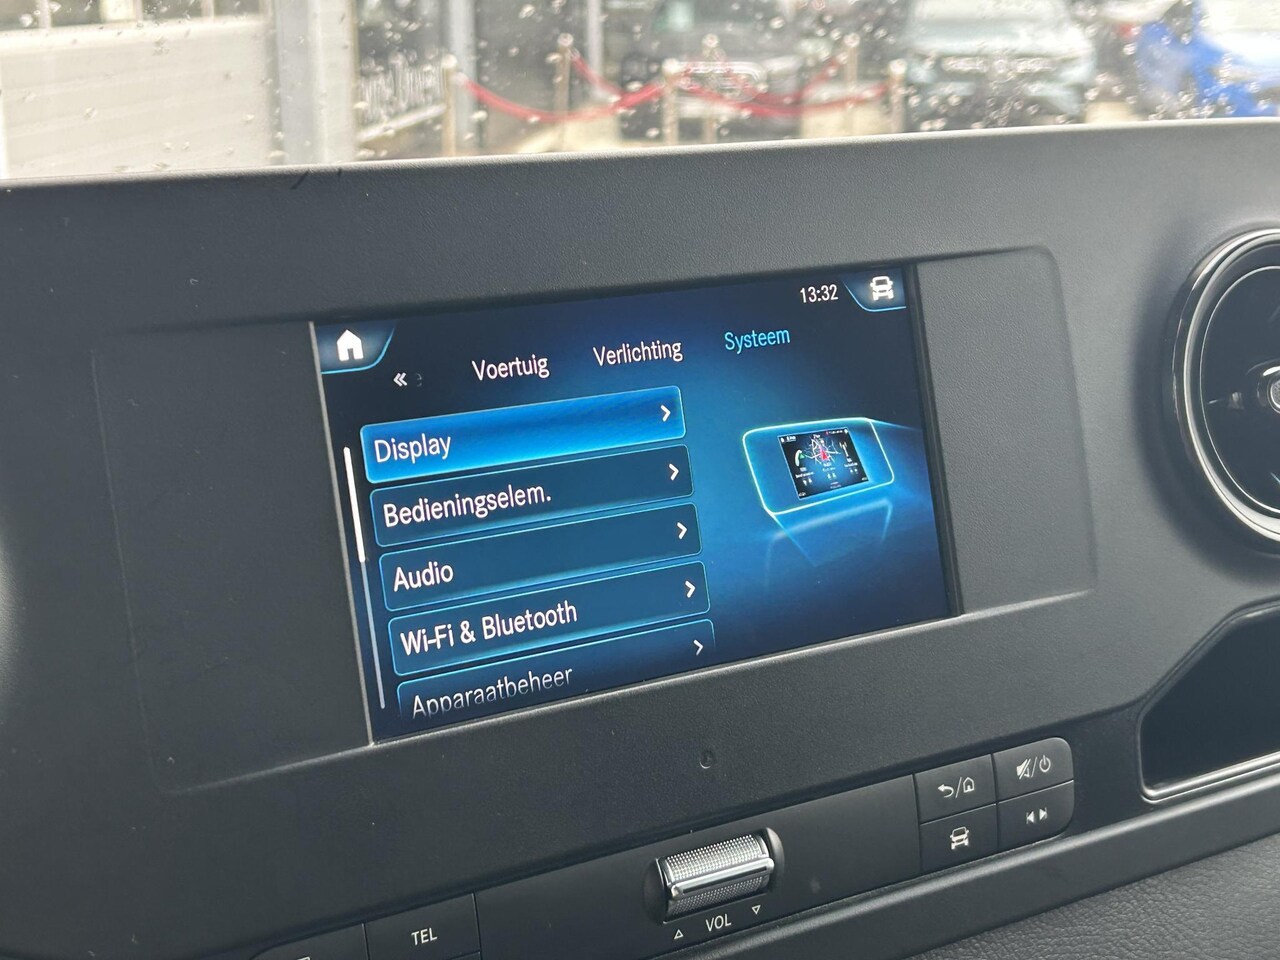 13:32
« Voertuig Verlichting Systeem
Display
Bedieningselem.
Audio
Wi-Fi & Bluetooth
Apparaatbeheer
TEL
VOL